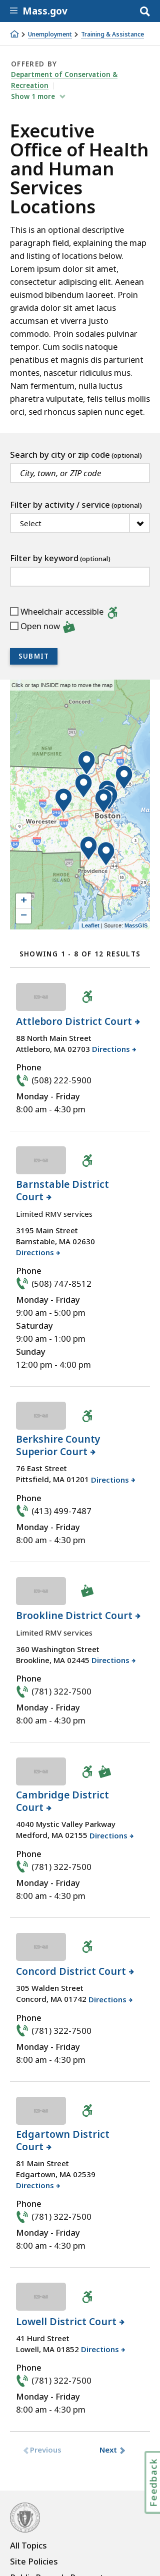 Mass.gov
Unemployment > Training & Assistance
OFFERED BY
Department of Conservation &
Recreation
Show 1 more
Executive
Office of Health
and Human
Services
Locations
This is an optional descriptive
paragraph field, explaining the map
and listing of locations below.
Lorem ipsum dolor sit amet,
consectetur adipiscing elit. Aenean
euismod bibendum laoreet. Proin
gravida dolor sit amet lacus
accumsan et viverra justo
commodo. Proin sodales pulvinar
tempor. Cum sociis natoque
penatibus et magnis dis parturient
montes, nascetur ridiculus mus.
Nam fermentum, nulla luctus
pharetra vulputate, felis tellus mollis
orci, sed rhoncus sapien nunc eget.
Search by city or zip code (optional)
City, town, or ZIP code
Filter by activity / service (optional)
Select
Filter by keyword (optional)
Wheelchair accessible
Open now
SUBMIT
Click or tap INSIDE map to move the map
Concord
NEW
HAMPSHIRE
Worcester
Boston
Providence
RHODE
ISLAND
+
−
Leaflet | Source: MassGIS
SHOWING 1 - 8 OF 12 RESULTS
Attleboro District Court
88 North Main Street
Attleboro, MA 02703 Directions
Phone
(508) 222-5900
Monday - Friday
8:00 am - 4:30 pm
Barnstable District
Court
Limited RMV services
3195 Main Street
Barnstable, MA 02630
Directions
Phone
(508) 747-8512
Monday - Friday
9:00 am - 5:00 pm
Saturday
9:00 am - 1:00 pm
Sunday
12:00 pm - 4:00 pm
Berkshire County
Superior Court
76 East Street
Pittsfield, MA 01201 Directions
Phone
(413) 499-7487
Monday - Friday
8:00 am - 4:30 pm
Brookline District Court
Limited RMV services
360 Washington Street
Brookline, MA 02445 Directions
Phone
(781) 322-7500
Monday - Friday
8:00 am - 4:30 pm
Cambridge District
Court
4040 Mystic Valley Parkway
Medford, MA 02155 Directions
Phone
(781) 322-7500
Monday - Friday
8:00 am - 4:30 pm
Concord District Court
305 Walden Street
Concord, MA 01742 Directions
Phone
(781) 322-7500
Monday - Friday
8:00 am - 4:30 pm
Edgartown District
Court
81 Main Street
Edgartown, MA 02539
Directions
Phone
(781) 322-7500
Monday - Friday
8:00 am - 4:30 pm
Lowell District Court
41 Hurd Street
Lowell, MA 01852 Directions
Phone
(781) 322-7500
Monday - Friday
8:00 am - 4:30 pm
Previous
Next
Feedback
All Topics
Site Policies